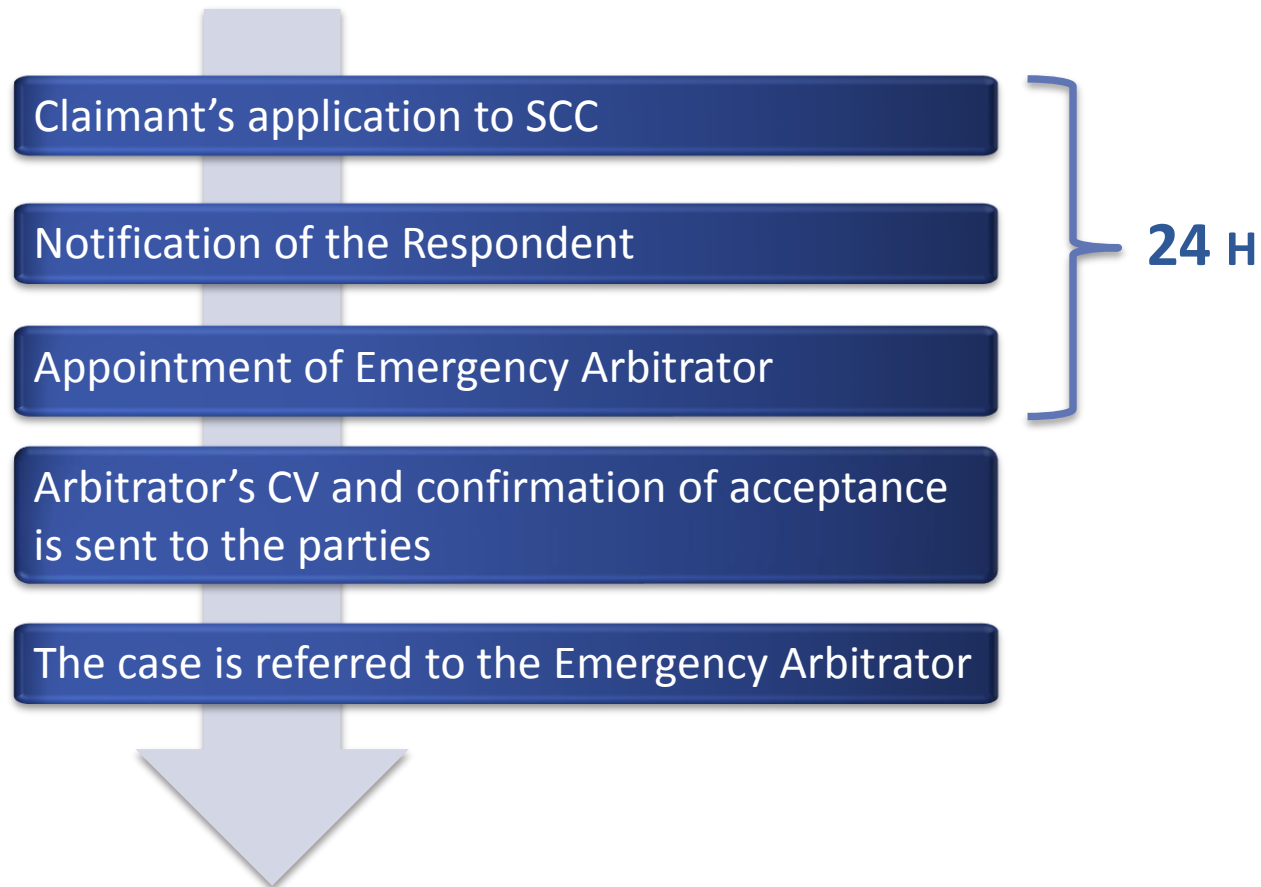 Claimant’s application to SCC
Notification of the Respondent
24 H
Appointment of Emergency Arbitrator
Arbitrator’s CV and confirmation of acceptance
is sent to the parties
The case is referred to the Emergency Arbitrator